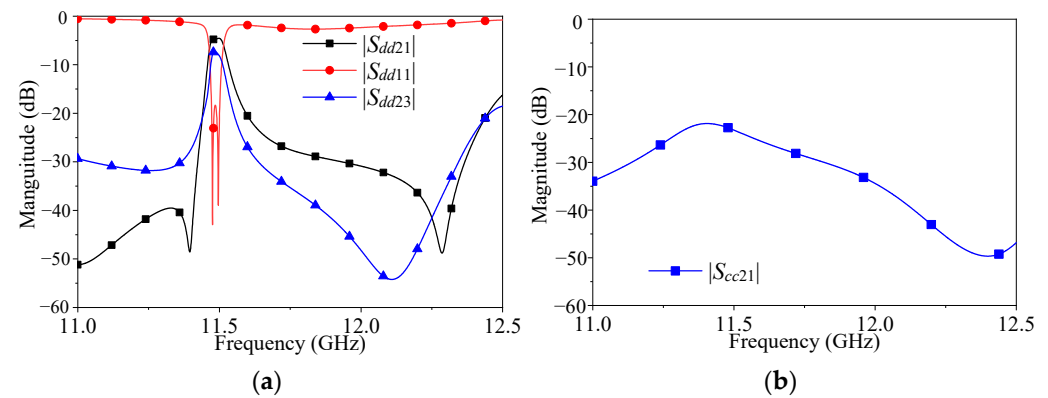 0
−10
−20
−30
−40
−50
−60
Manguitude (dB)
|Sdd21|
|Sdd11|
|Sdd23|
11.0 11.5 12.0 12.5
Frequency (GHz)
(a)
0
−10
−20
−30
−40
−50
−60
Magnitude (dB)
|Scc21|
11.0 11.5 12.0 12.5
Frequency (GHz)
(b)